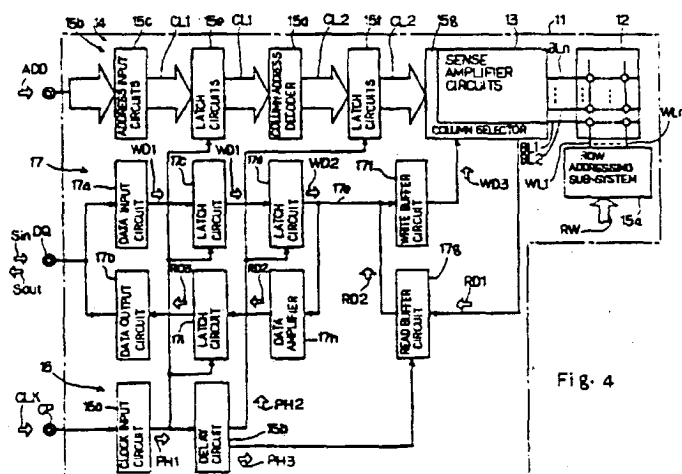 15b 14 15c CL1 15e CL1 15d CL2 15f CL2 15g 13 11 12
ADD
ADDRESS INPUT CIRCUITS
LATCH CIRCUITS
COLUMN ADDRESS DECODER
LATCH CIRCUITS
SENSE AMPLIFIER CIRCUITS
COLUMN SELECTOR
BLn
BL1
BL2
WLn
WL1
ROW ADDRESSING SUB-SYSTEM
15a
RW
17
17a WD1 17c WD1 17d WD2 17e 17f WD3
DATA INPUT CIRCUIT
LATCH CIRCUIT
LATCH CIRCUIT
WRITE BUFFER CIRCUIT
Sin DQ
Sout
17b RD3 RD2 RD2 17g RD1
DATA OUTPUT CIRCUIT
LATCH CIRCUIT
17i
DATA AMPLIFIER
17h
READ BUFFER CIRCUIT
16
CLK
CP
CLOCK INPUT CIRCUIT
PH1
DELAY CIRCUIT
PH2
PH3
Fig. 4